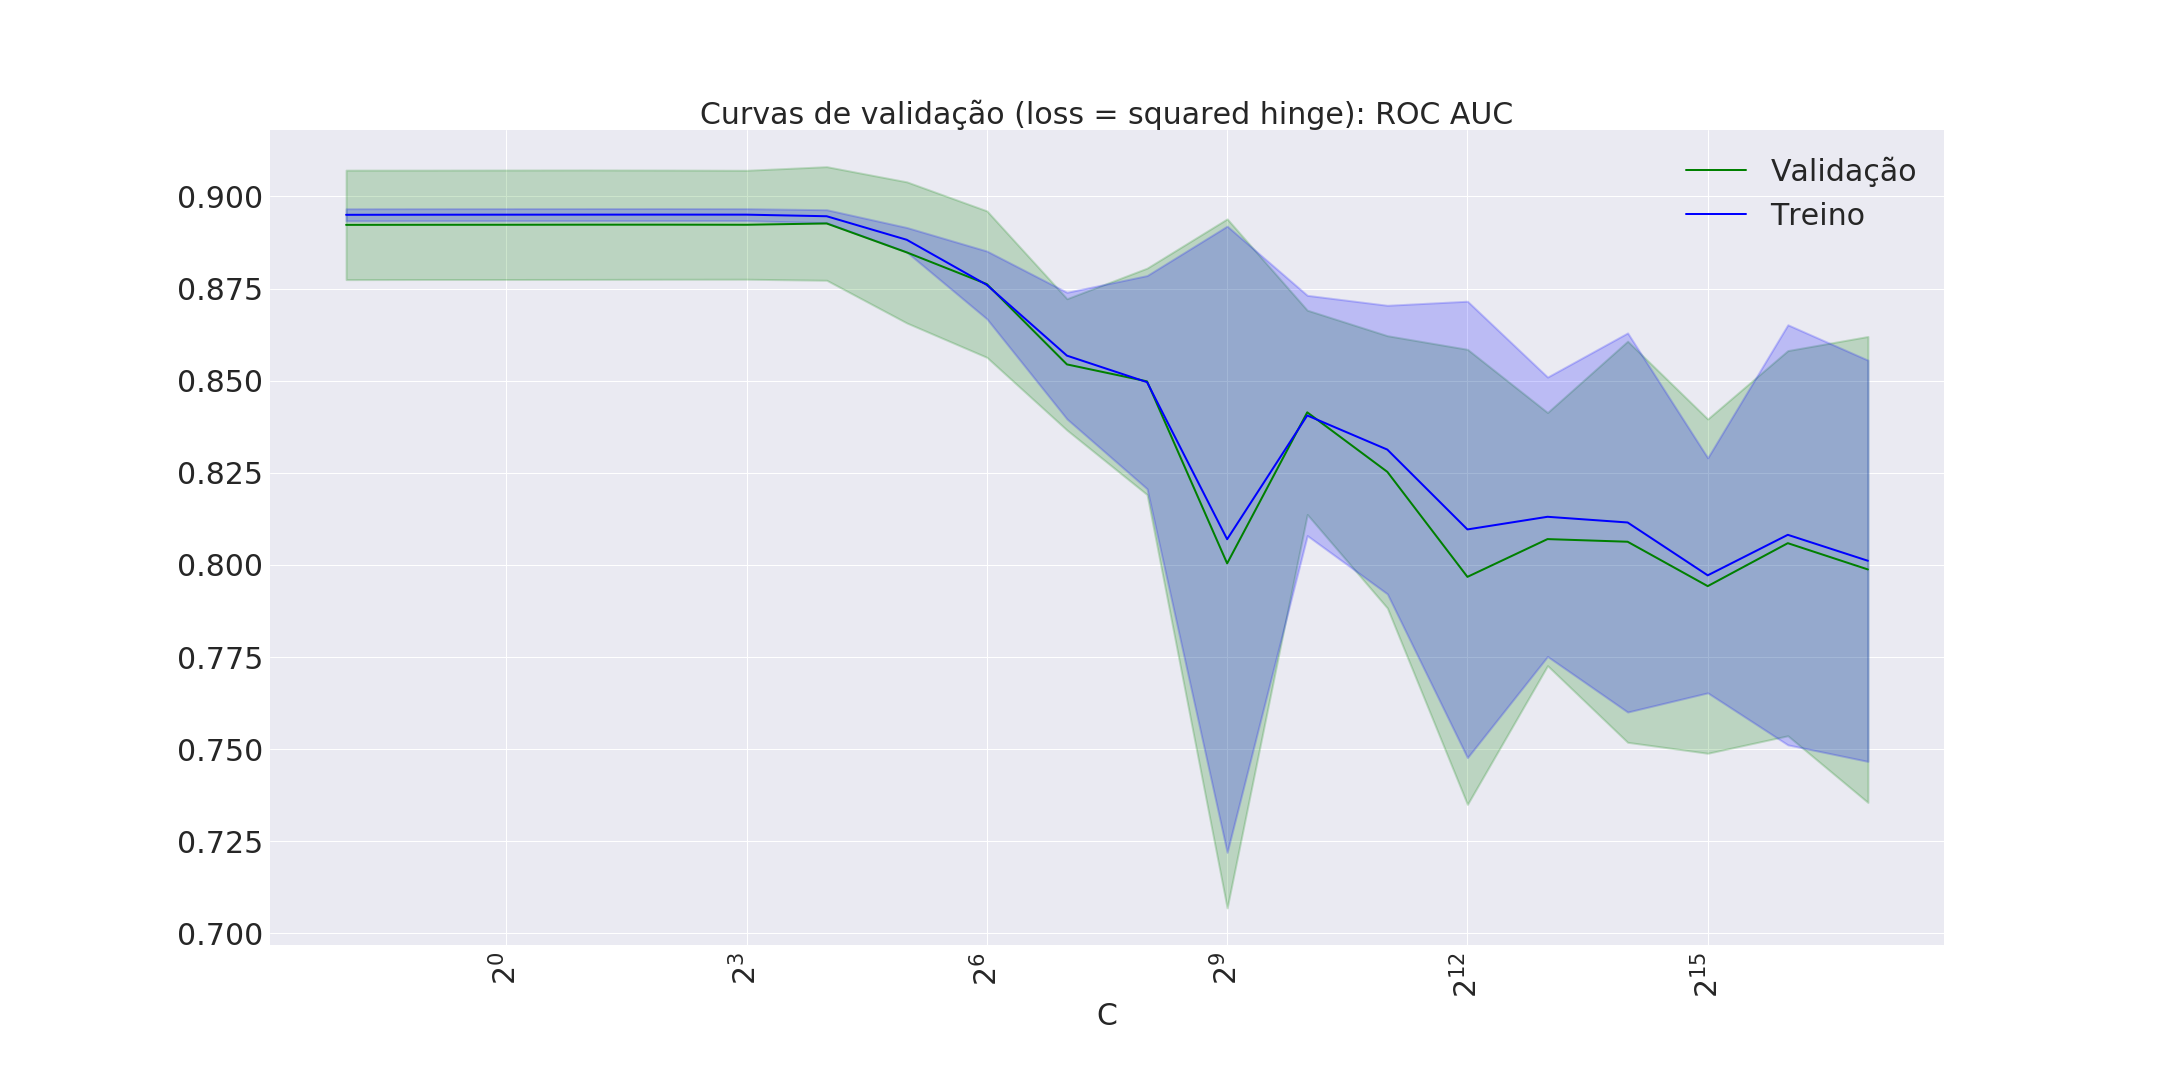 Curvas de validação (loss = squared hinge): ROC AUC
Validação
Treino
0.900
0.875
0.850
0.825
0.800
0.775
0.750
0.725
0.700
2^0 2^3 2^6 2^9 2^12 2^15
C